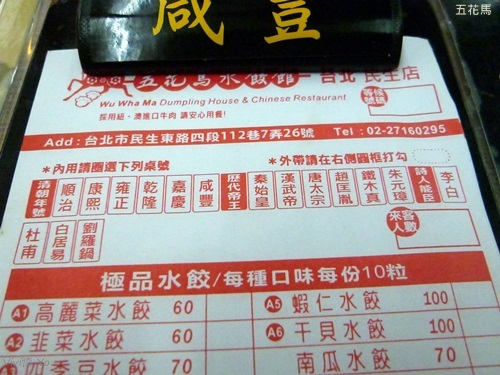 五花馬
咸豐
五花馬水餃館 台北 民生店
Wu Wha Ma Dumpling House & Chinese Restaurant
採用紐、澳進口牛肉 請安心用餐!
Add：台北市民生東路四段112巷7弄26號 Tel：02-27160295
＊內用請圈選下列桌號 ＊外帶請在右側圓框打勾
清朝年號 順治 康熙 雍正 乾隆 嘉慶 咸豐 歷代帝王 秦始皇 漢武帝 唐太宗 趙匡胤 鐵木真 朱元璋 詩人能臣 李白
杜甫 白居易 劉羅鍋 來客人數
極品水餃/每種口味每份10粒
A1 高麗菜水餃 60 A5 蝦仁水餃 100
A2 韭菜水餃 60 A6 干貝水餃 100
四季豆水餃 70 南瓜水餃 70